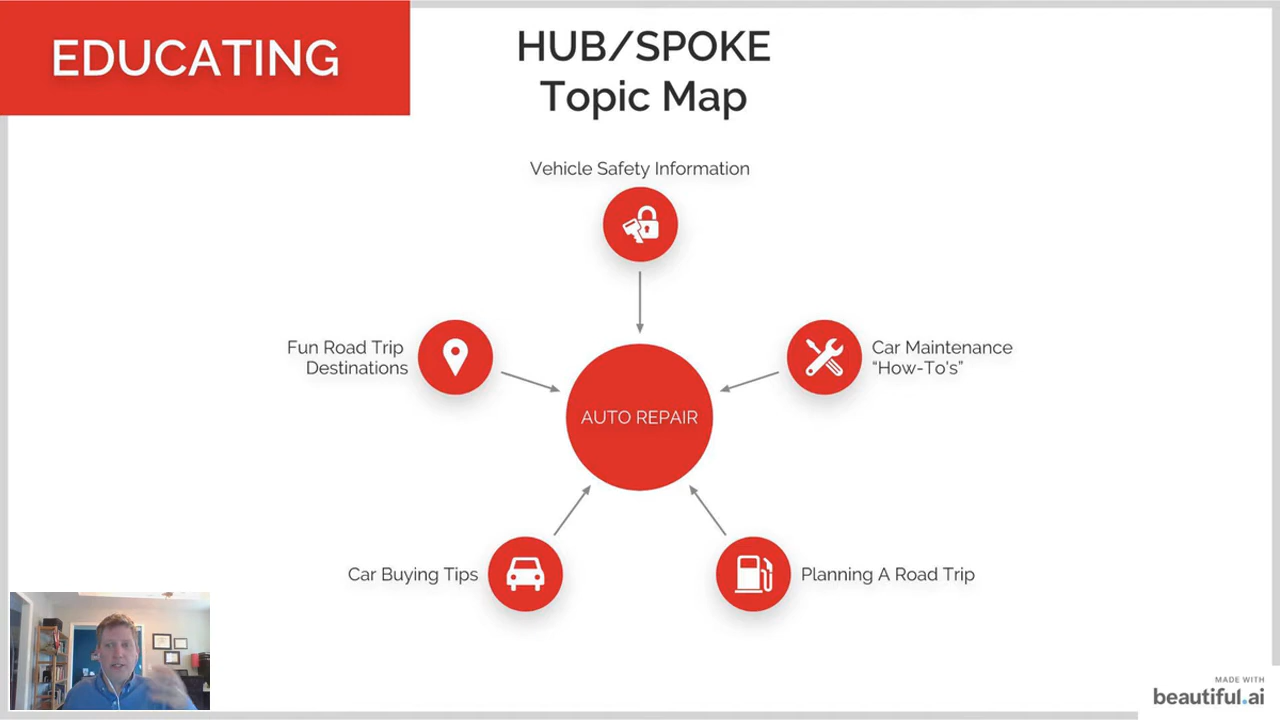 EDUCATING
HUB/SPOKE
Topic Map
Vehicle Safety Information
Fun Road Trip
Destinations
Car Maintenance
“How-To's”
AUTO REPAIR
Car Buying Tips
Planning A Road Trip
MADE WITH
beautiful.ai